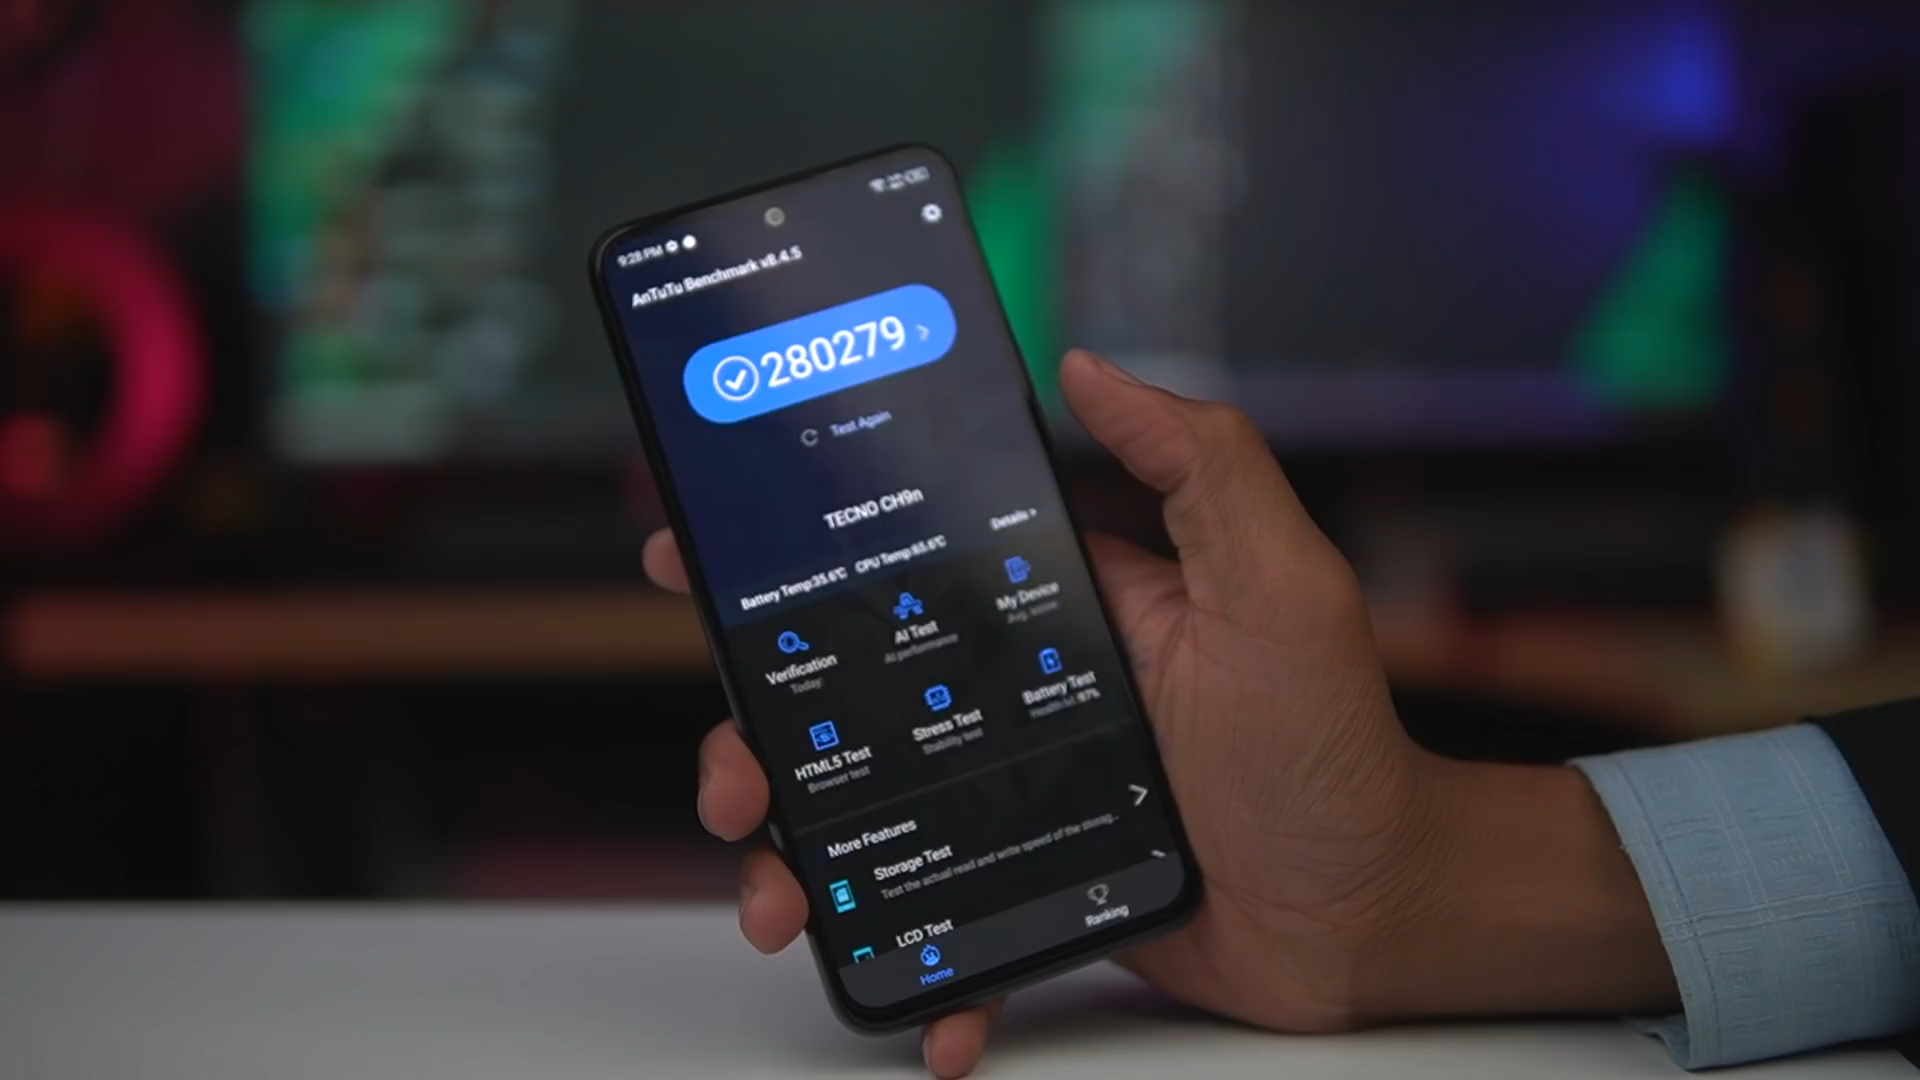 9:28 PM
AnTuTu Benchmark v8.4.5
280279
Test Again
TECNO CH9n
Details >
Battery Temp:35.6℃ CPU Temp:65.6℃
Verification
Today
AI Test
AI performance
My Device
Avg. score
HTML5 Test
Browser test
Stress Test
Stability test
Battery Test
97%
More Features
Storage Test
Test the actual read and write speed of the storag...
LCD Test
Home
Ranking